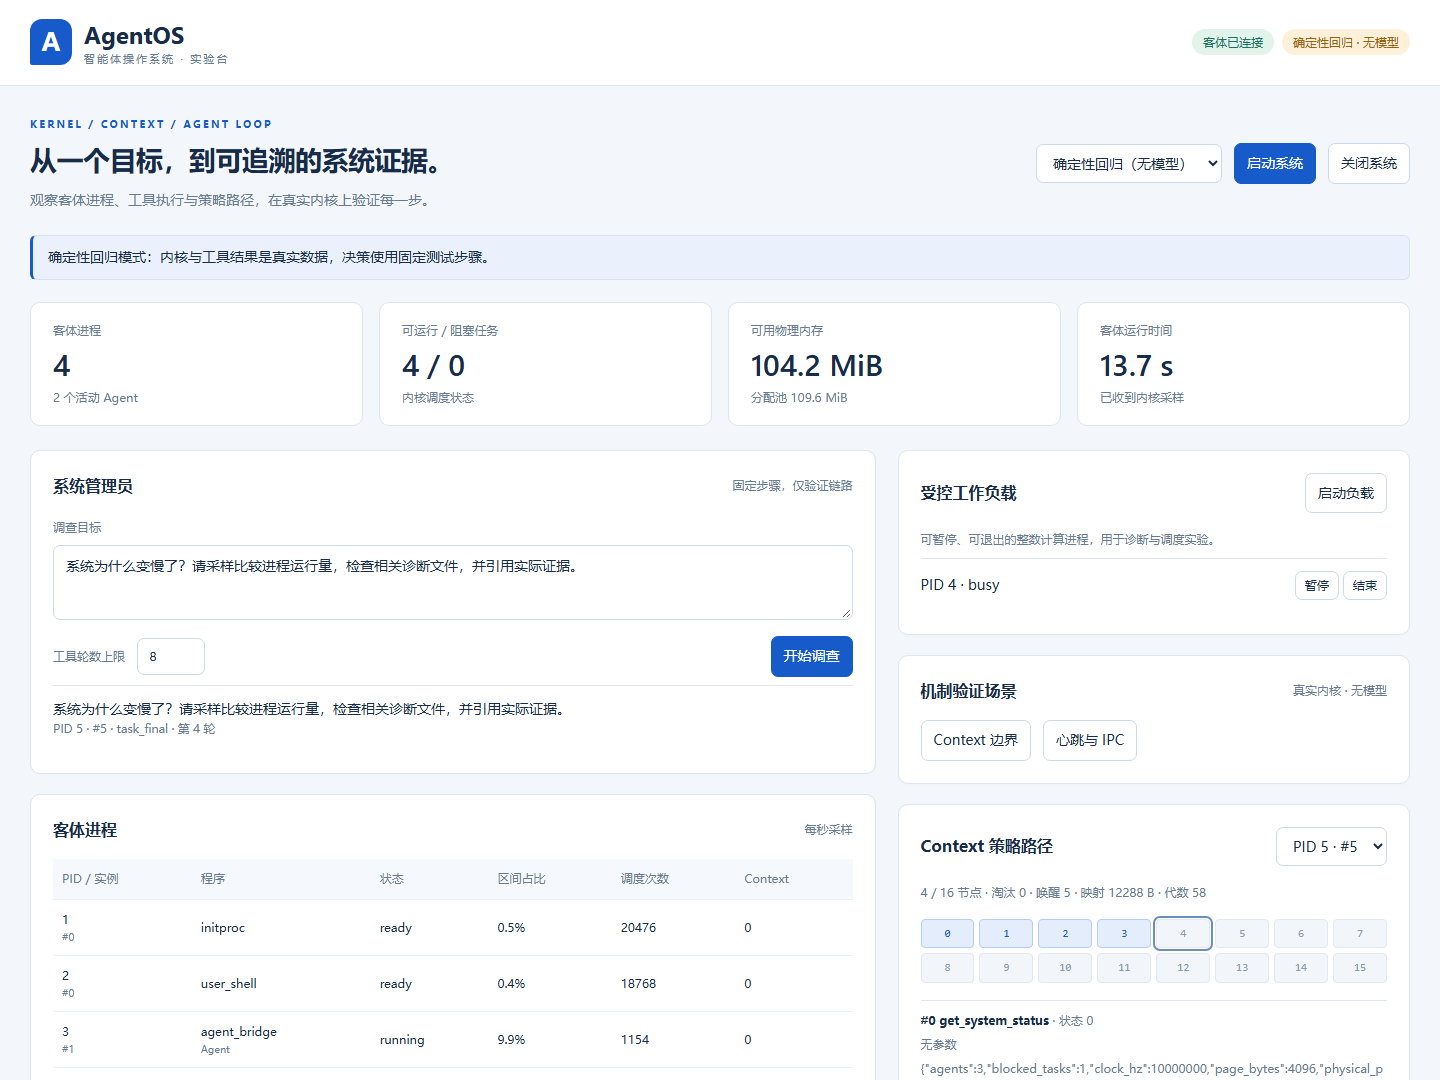 A
AgentOS
智能体操作系统 · 实验台
客体已连接
确定性回归 · 无模型
KERNEL / CONTEXT / AGENT LOOP
从一个目标，到可追溯的系统证据。
观察客体进程、工具执行与策略路径，在真实内核上验证每一步。
确定性回归（无模型）
启动系统
关闭系统
确定性回归模式：内核与工具结果是真实数据，决策使用固定测试步骤。
客体进程
4
2 个活动 Agent
可运行 / 阻塞任务
4 / 0
内核调度状态
可用物理内存
104.2 MiB
分配池 109.6 MiB
客体运行时间
13.7 s
已收到内核采样
系统管理员
固定步骤，仅验证链路
调查目标
系统为什么变慢了？请采样比较进程运行量，检查相关诊断文件，并引用实际证据。
工具轮数上限
8
开始调查
系统为什么变慢了？请采样比较进程运行量，检查相关诊断文件，并引用实际证据。
PID 5 · #5 · task_final · 第 4 轮
客体进程
每秒采样
PID / 实例 程序 状态 区间占比 调度次数 Context
1 initproc ready 0.5% 20476 0
#0
2 user_shell ready 0.4% 18768 0
#0
3 agent_bridge running 9.9% 1154 0
#1 Agent
受控工作负载
启动负载
可暂停、可退出的整数计算进程，用于诊断与调度实验。
PID 4 · busy
暂停
结束
机制验证场景
真实内核 · 无模型
Context 边界
心跳与 IPC
Context 策略路径
PID 5 · #5
4 / 16 节点 · 淘汰 0 · 唤醒 5 · 映射 12288 B · 代数 58
0 1 2 3 4 5 6 7
8 9 10 11 12 13 14 15
#0 get_system_status · 状态 0
无参数
{"agents":3,"blocked_tasks":1,"clock_hz":10000000,"page_bytes":4096,"physical_p